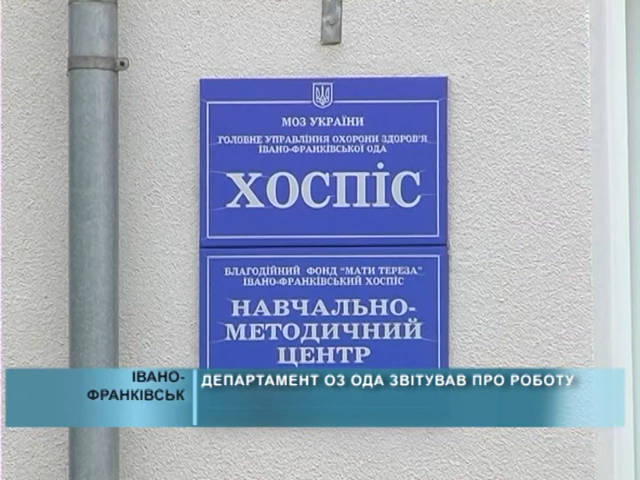 МОЗ УКРАЇНИ
ГОЛОВНЕ УПРАВЛІННЯ ОХОРОНИ ЗДОРОВ'Я
ІВАНО-ФРАНКІВСЬКОЇ ОДА
ХОСПІС
БЛАГОДІЙНИЙ ФОНД "МАТИ ТЕРЕЗА"
ІВАНО-ФРАНКІВСЬКИЙ ХОСПІС
НАВЧАЛЬНО-
МЕТОДИЧНИЙ
ЦЕНТР
ІВАНО-
ФРАНКІВСЬК
ДЕПАРТАМЕНТ ОЗ ОДА ЗВІТУВАВ ПРО РОБОТУ